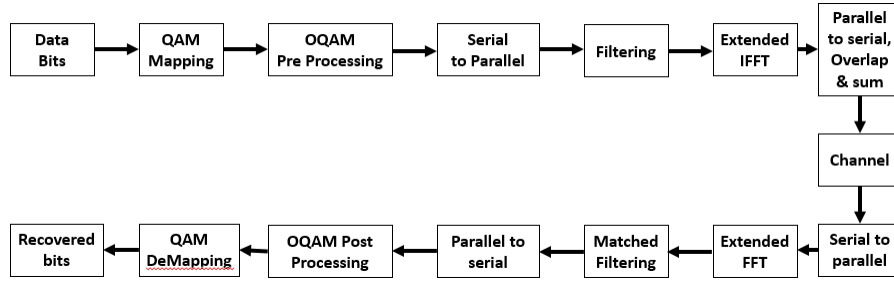 Data
Bits
QAM
Mapping
OQAM
Pre Processing
Serial
to Parallel
Filtering
Extended
IFFT
Parallel
to serial,
Overlap
& sum
Channel
Serial to
parallel
Extended
FFT
Matched
Filtering
Parallel to
serial
OQAM Post
Processing
QAM
DeMapping
Recovered
bits